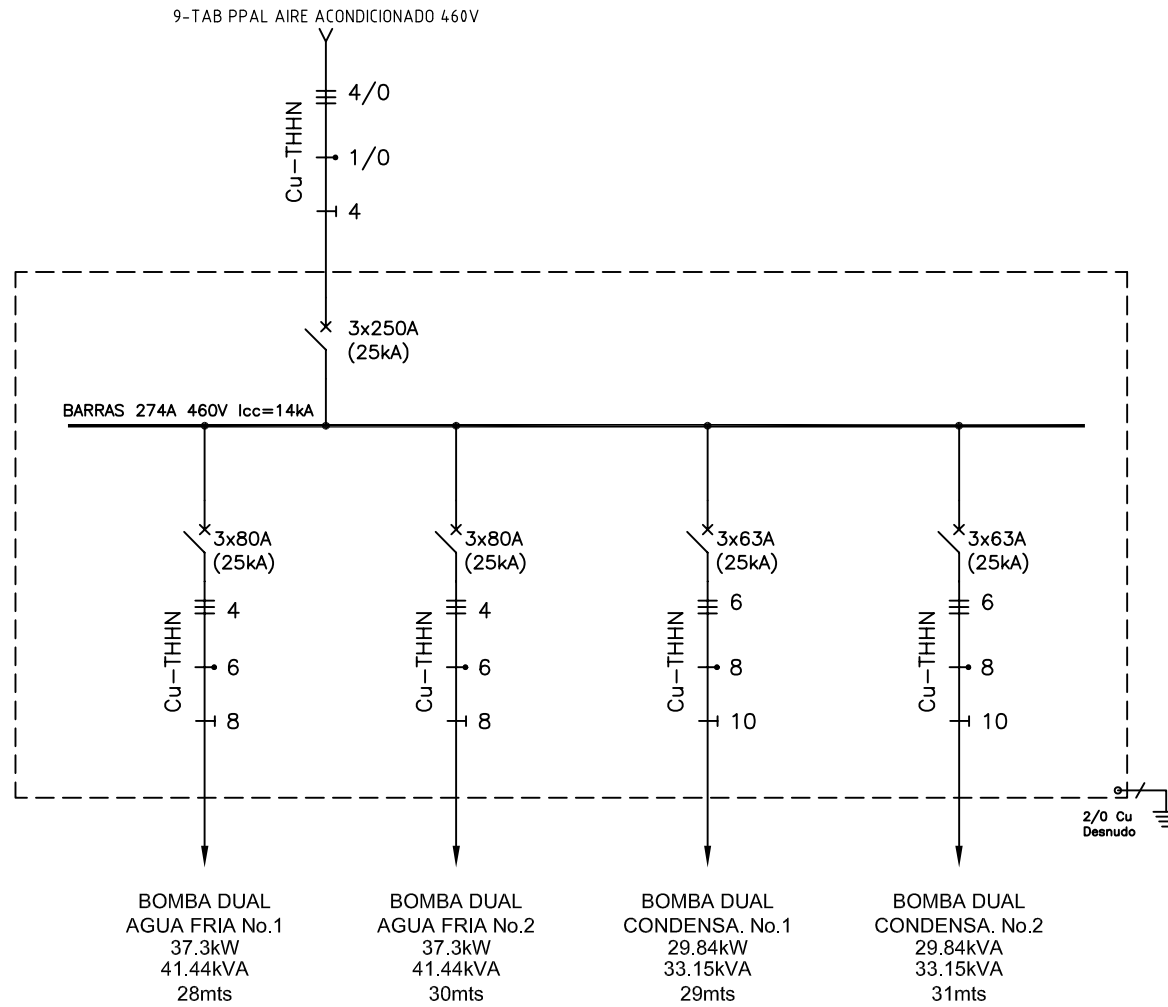 9-TAB PPAL AIRE ACONDICIONADO 460V
Cu-THHN
4/0
1/0
4
3x250A
(25kA)
BARRAS 274A 460V Icc=14kA
3x80A
(25kA)
Cu-THHN
4
6
8
3x80A
(25kA)
Cu-THHN
4
6
8
3x63A
(25kA)
Cu-THHN
6
8
10
3x63A
(25kA)
Cu-THHN
6
8
10
2/0 Cu
Desnudo
BOMBA DUAL
AGUA FRIA No.1
37.3kW
41.44kVA
28mts
BOMBA DUAL
AGUA FRIA No.2
37.3kW
41.44kVA
30mts
BOMBA DUAL
CONDENSA. No.1
29.84kW
33.15kVA
29mts
BOMBA DUAL
CONDENSA. No.2
29.84kVA
33.15kVA
31mts